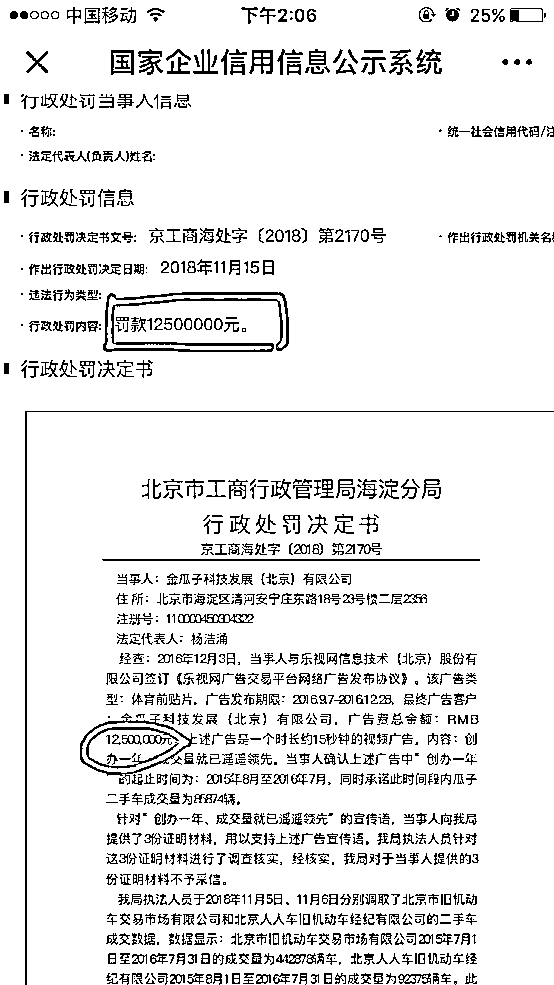 中国移动 下午2:06 25%
国家企业信用信息公示系统
行政处罚当事人信息
· 名称: · 统一社会信用代码/注
· 法定代表人(负责人)姓名:
行政处罚信息
· 行政处罚决定书文号: 京工商海处字〔2018〕第2170号 · 作出行政处罚机关名称
· 作出行政处罚决定日期: 2018年11月15日
· 违法行为类型:
· 行政处罚内容: 罚款12500000元。
行政处罚决定书
北京市工商行政管理局海淀分局
行政处罚决定书
京工商海处字〔2018〕第2170号
当事人：金瓜子科技发展（北京）有限公司
住 所：北京市海淀区清河安宁庄东路18号23号楼二层2356
注册号：110000450304322
法定代表人：杨浩涌
经查：2016年12月3日，当事人与乐视网信息技术（北京）股份有
限公司签订《乐视网广告交易平台网络广告发布协议》。该广告类
型：体育前贴片，广告发布期限：2016.9.7-2016.12.28，最终广告客户
：金瓜子科技发展（北京）有限公司，广告费总金额：RMB
12,500,000元。上述广告是一个时长约15秒钟的视频广告，内容：创
办一年、成交量就已遥遥领先。当事人确认上述广告中“创办一年
”的起止时间为：2015年8月至2016年7月，同时承诺此时间段内瓜子
二手车成交量为85874辆。
针对“创办一年、成交量就已遥遥领先”的宣传语，当事人向我局
提供了3份证明材料，用以支持上述广告宣传语。我局执法人员针对
这3份证明材料进行了调查核实，经核实，我局对于当事人提供的3
份证明材料不予采信。
我局执法人员于2018年11月5日、11月6日分别调取了北京市旧机动
车交易市场有限公司和北京人人车旧机动车经纪有限公司的二手车
成交数据，数据显示：北京市旧机动车交易市场有限公司2015年7月1
日至2016年7月31日的成交量为442878辆车，北京人人车旧机动车经
纪有限公司2015年8月1日至2016年7月31日的成交量为92375辆车。此